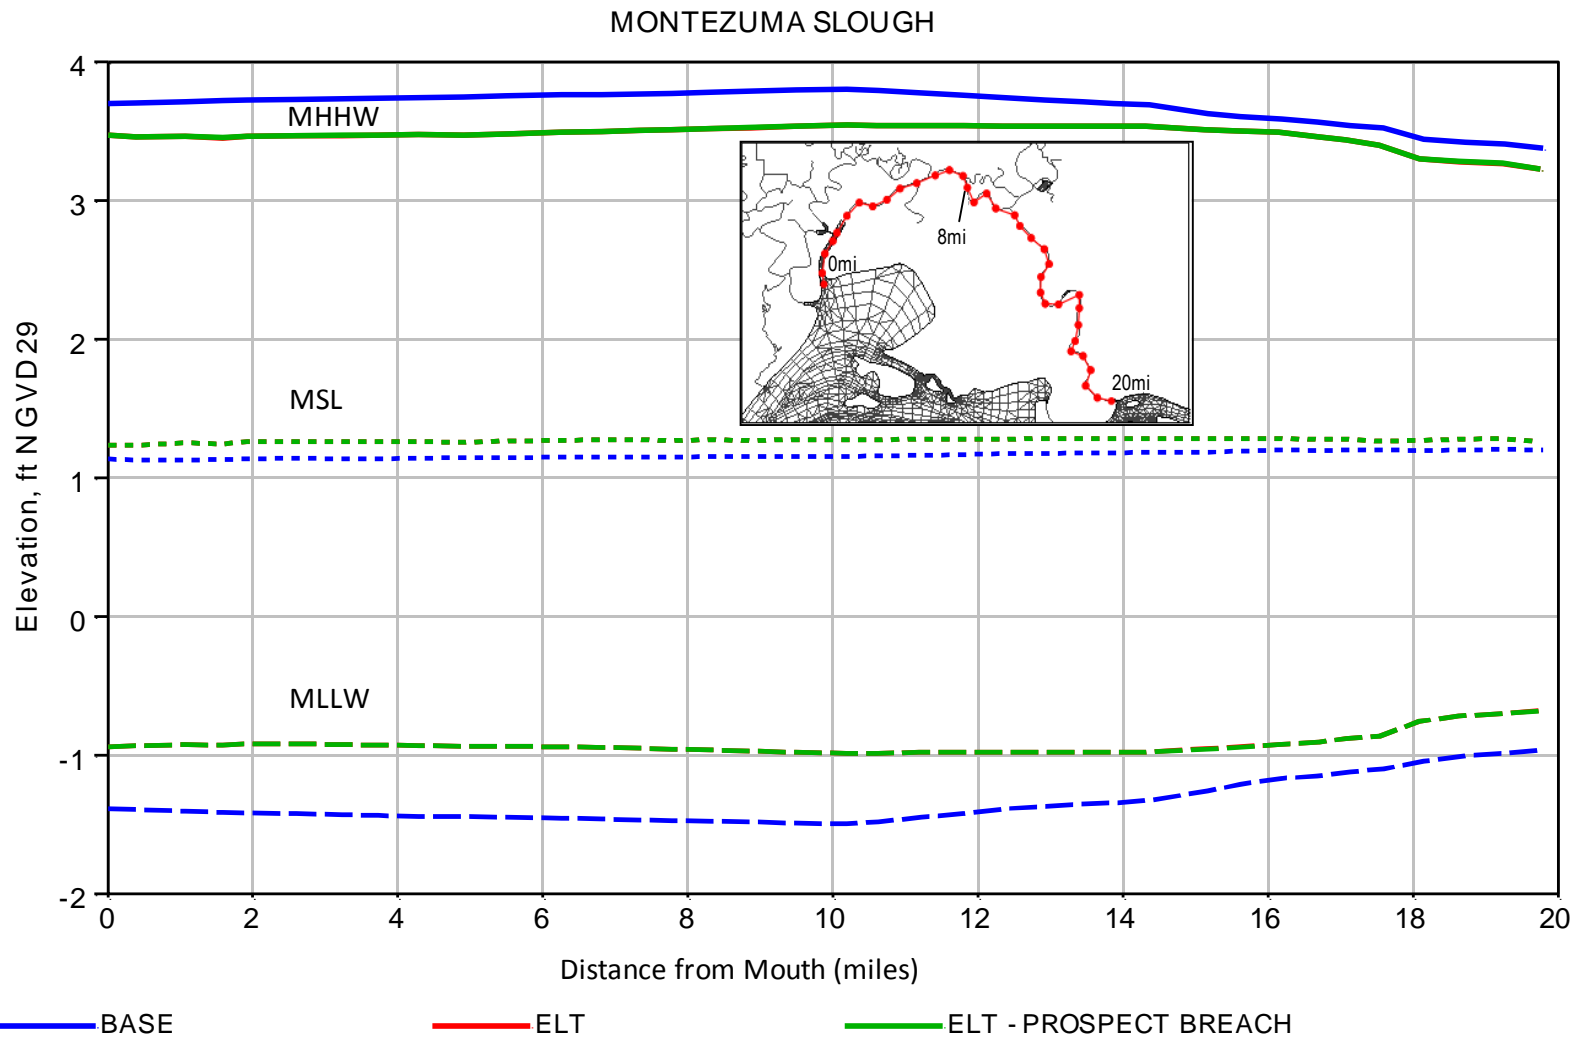 MONTEZUMA SLOUGH
4
3
2
1
0
-1
-2
MHHW
MSL
MLLW
0mi
8mi
20mi
Elevation, ft NGVD29
0 2 4 6 8 10 12 14 16 18 20
Distance from Mouth (miles)
BASE ELT ELT - PROSPECT BREACH